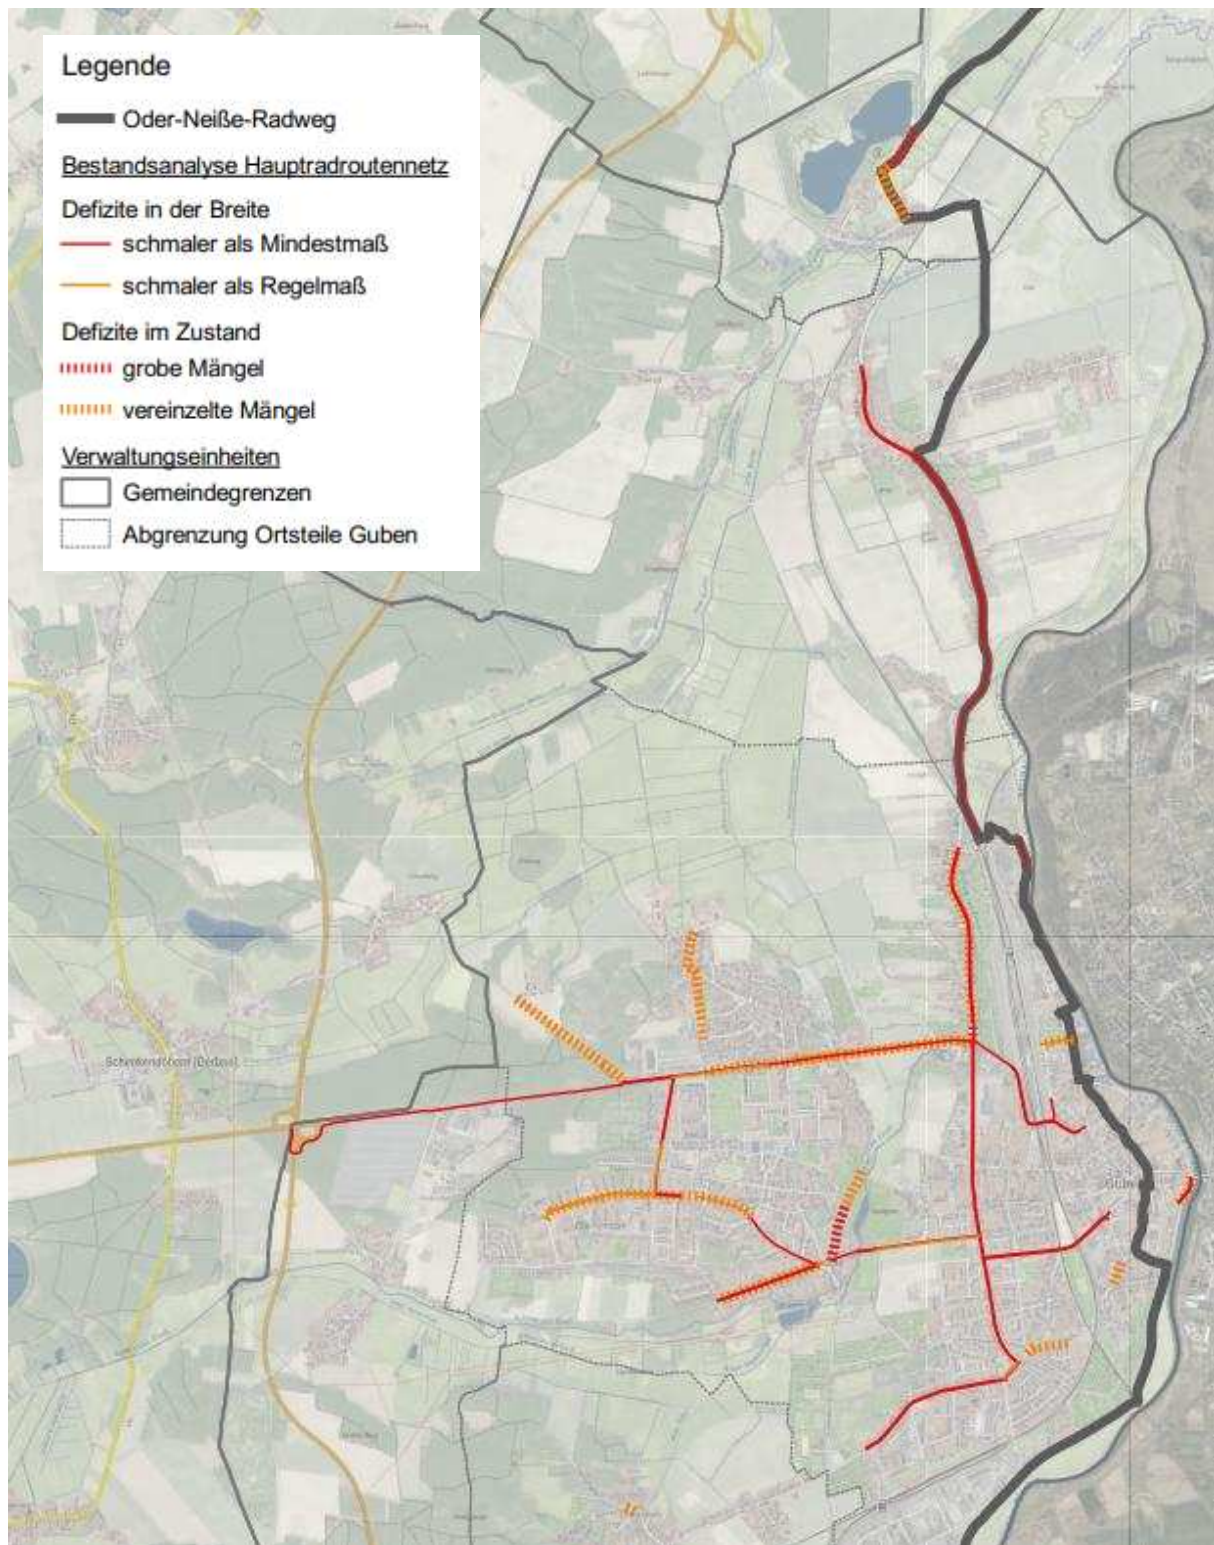 Legende
Oder-Neiße-Radweg
Bestandsanalyse Hauptradroutennetz
Defizite in der Breite
schmaler als Mindestmaß
schmaler als Regelmaß
Defizite im Zustand
grobe Mängel
vereinzelte Mängel
Verwaltungseinheiten
Gemeindegrenzen
Abgrenzung Ortsteile Guben